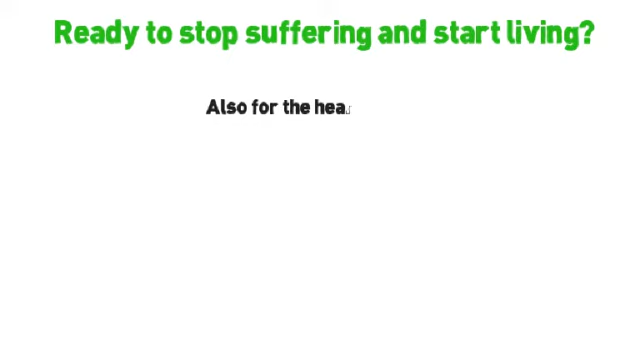 Ready to stop suffering and start living?
Also for the hea